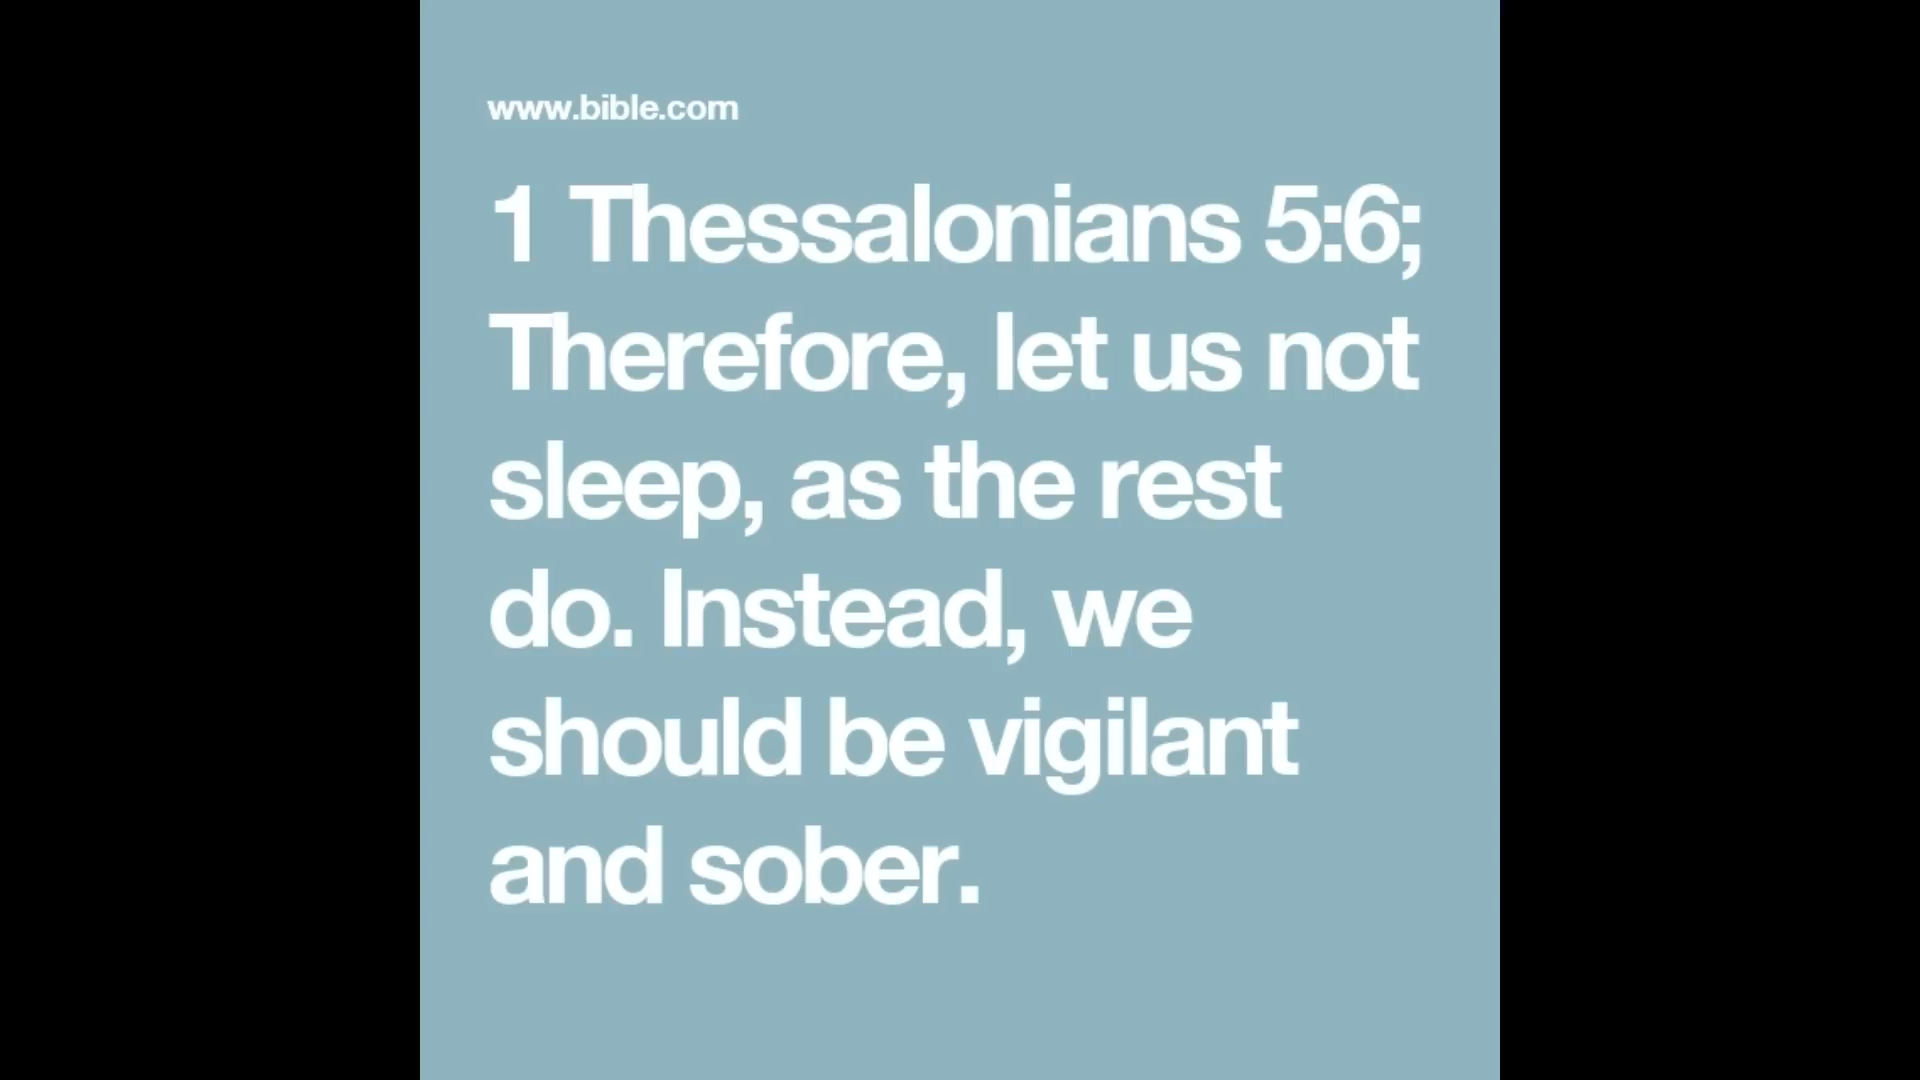 www.bible.com
1 Thessalonians 5:6;
Therefore, let us not
sleep, as the rest
do. Instead, we
should be vigilant
and sober.